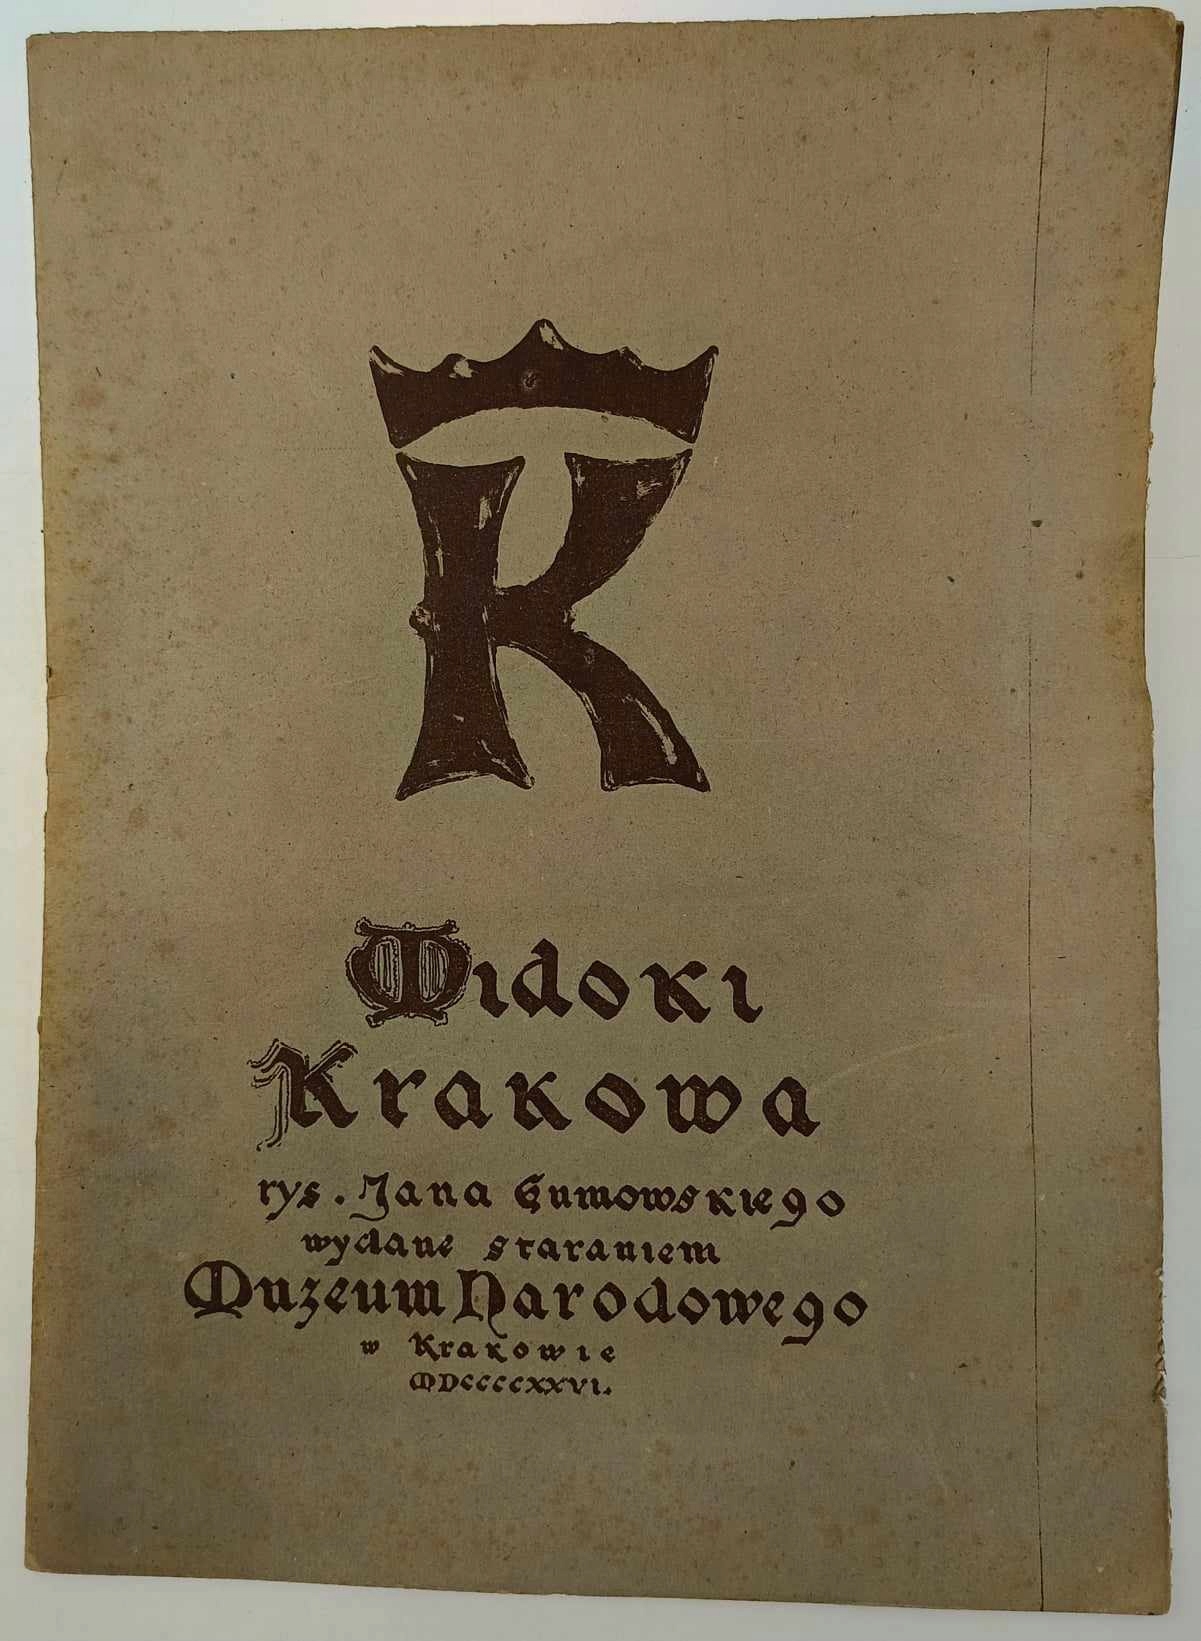 K
Widoki
Krakowa
rys. Jana Gumowskiego
wydane staraniem
Muzeum Narodowego
w Krakowie
MDCCCCXXVI.